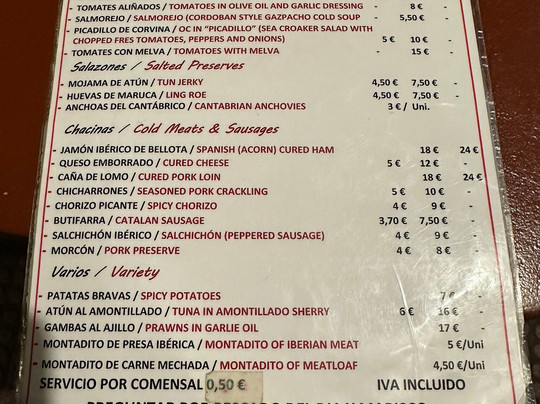 - TOMATES ALIÑADOS / TOMATOES IN OLIVE OIL AND GARLIC DRESSING - 8 € -
- SALMOREJO / SALMOREJO (CORDOBAN STYLE GAZPACHO COLD SOUP - 5,50 € -
- PICADILLO DE CORVINA / OC IN "PICADILLO" (SEA CROAKER SALAD WITH
CHOPPED FRES TOMATOES, PEPPERS AND ONIONS) 5 € 10 € -
- TOMATES CON MELVA / TOMATOES WITH MELVA - 15 € -
Salazones / Salted Preserves
- MOJAMA DE ATÚN / TUN JERKY 4,50 € 7,50 € -
- HUEVAS DE MARUCA / LING ROE 4,50 € 7,50 € -
- ANCHOAS DEL CANTÁBRICO / CANTABRIAN ANCHOVIES 3 € / Uni.
Chacinas / Cold Meats & Sausages
- JAMÓN IBÉRICO DE BELLOTA / SPANISH (ACORN) CURED HAM 18 € 24 €
- QUESO EMBORRADO / CURED CHEESE 5 € 12 € -
- CAÑA DE LOMO / CURED PORK LOIN 18 € 24 €
- CHICHARRONES / SEASONED PORK CRACKLING 5 € 10 € -
- CHORIZO PICANTE / SPICY CHORIZO 4 € 9 € -
- BUTIFARRA / CATALAN SAUSAGE 3,70 € 7,50 € -
- SALCHICHÓN IBÉRICO / SALCHICHÓN (PEPPERED SAUSAGE) 4 € 9 € -
- MORCÓN / PORK PRESERVE 4 € 8 € -
Varios / Variety
- PATATAS BRAVAS / SPICY POTATOES 7 € -
- ATÚN AL AMONTILLADO / TUNA IN AMONTILLADO SHERRY 6 € 16 € -
- GAMBAS AL AJILLO / PRAWNS IN GARLIE OIL 17 € -
- MONTADITO DE PRESA IBÉRICA / MONTADITO OF IBERIAN MEAT 5 €/Uni
- MONTADITO DE CARNE MECHADA / MONTADITO OF MEATLOAF 4,50 €/Uni
SERVICIO POR COMENSAL 0,50 € IVA INCLUIDO